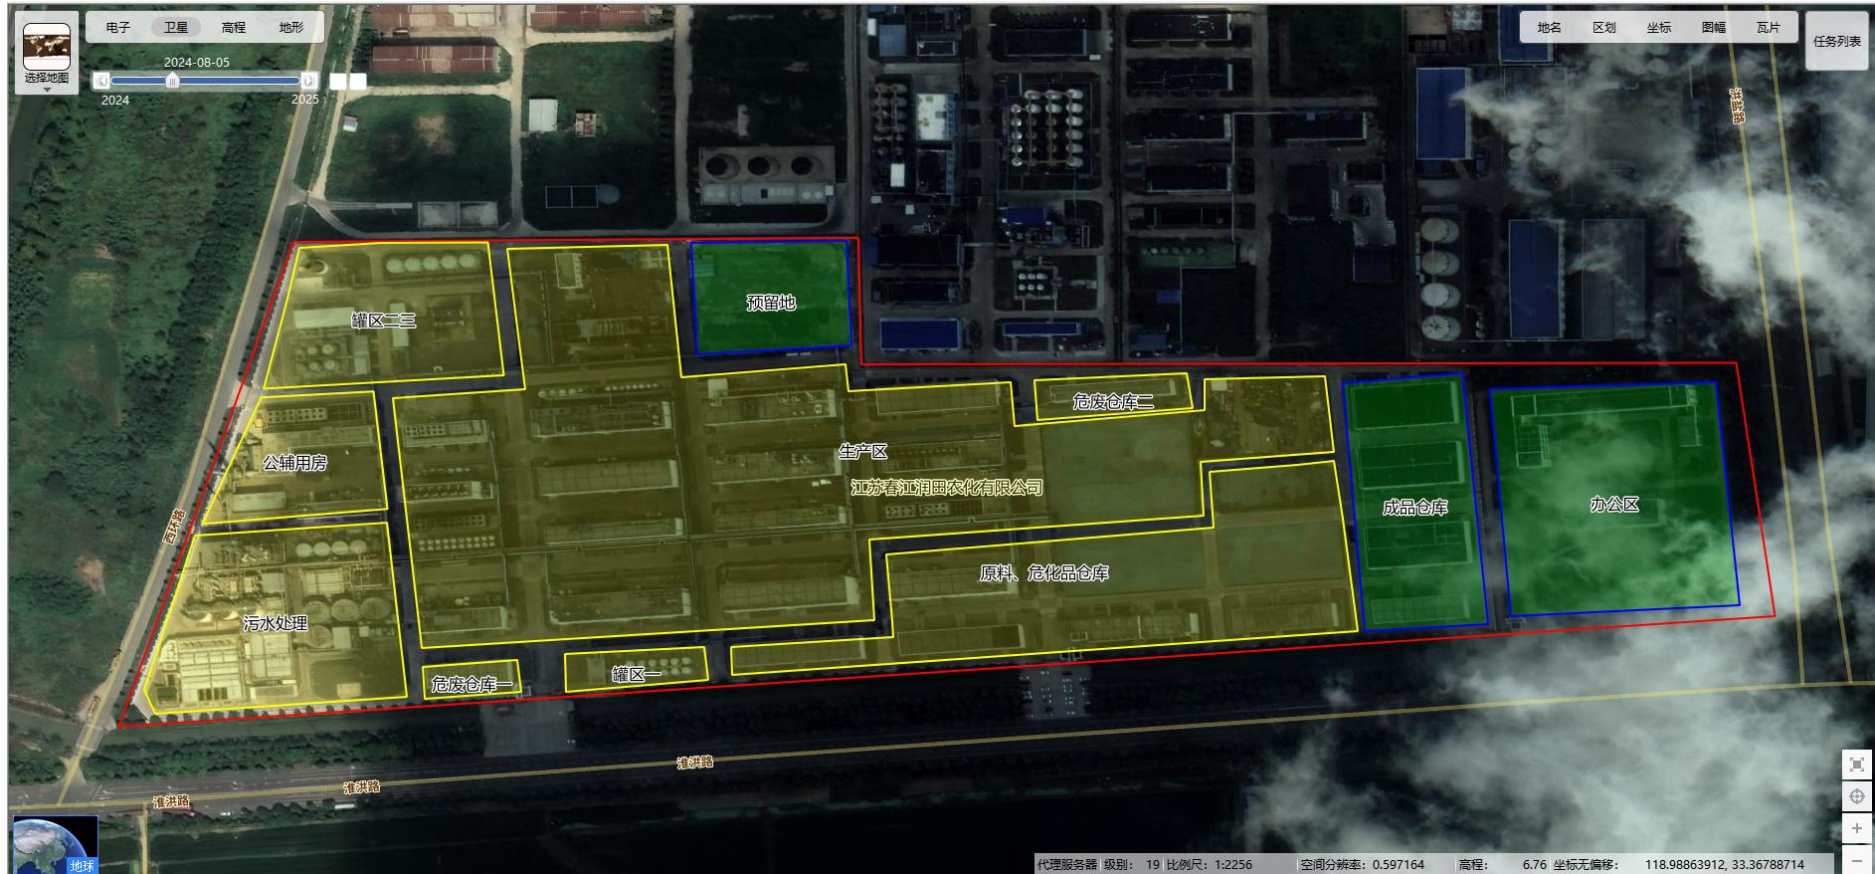 电子 卫星 高程 地形
地名 区划 坐标 图幅 瓦片
任务列表
选择地图
2024-08-05
2024 2025
洪盐路
预留地
罐区二三
危废仓库二
生产区
公辅用房
江苏春江润田农化有限公司
成品仓库
办公区
西环路
原料、危化品仓库
污水处理
罐区一
危废仓库一
淮洪路
淮洪路
淮洪路
地球
代理服务器 级别: 19 比例尺: 1:2256 空间分辨率: 0.597164 高程: 6.76 坐标无偏移: 118.98863912, 33.36788714